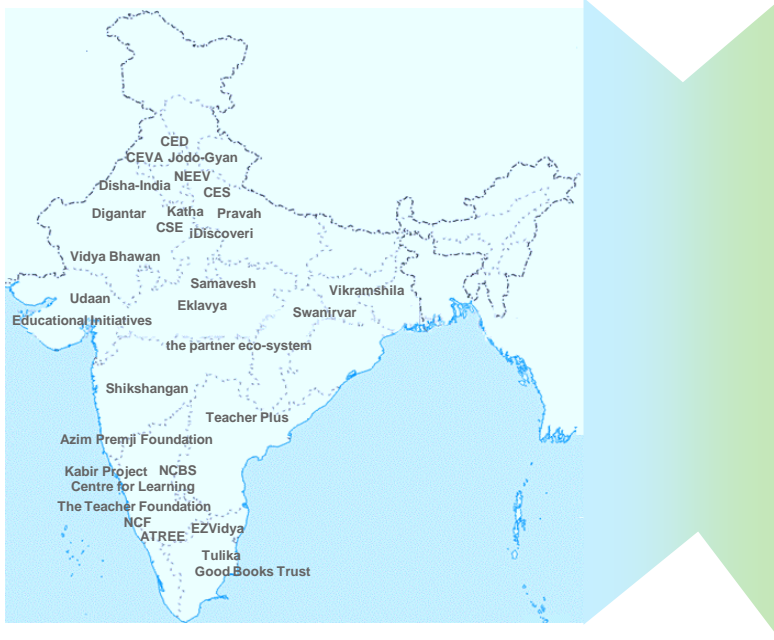 CED
CEVA Jodo-Gyan
NEEV
Disha-India
CES
Digantar
Katha
Pravah
CSE
iDiscoveri
Vidya Bhawan
Samavesh
Vikramshila
Udaan
Eklavya
Swanirvar
Educational Initiatives
the partner eco-system
Shikshangan
Teacher Plus
Azim Premji Foundation
Kabir Project
NCBS
Centre for Learning
The Teacher Foundation
NCF
EZVidya
ATREE
Tulika
Good Books Trust